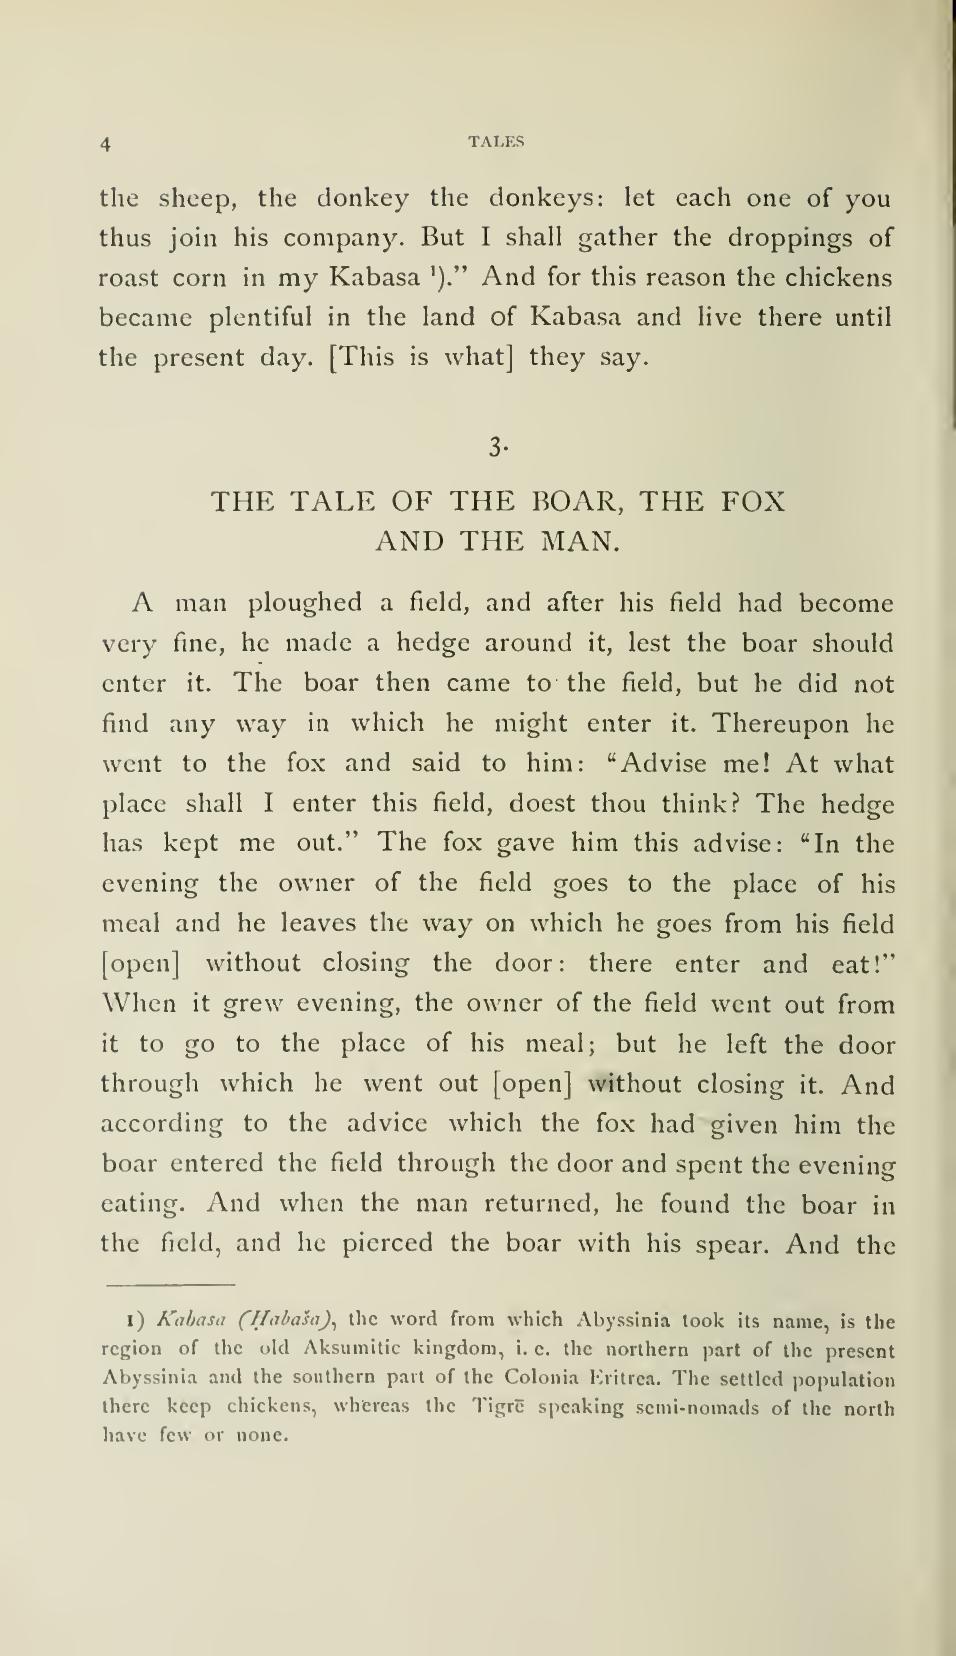 4
TALES
the sheep, the donkey the donkeys: let each one of you
thus join his company. But I shall gather the droppings of
roast corn in my Kabasa ¹)." And for this reason the chickens
became plentiful in the land of Kabasa and live there until
the present day. [This is what] they say.
3.
THE TALE OF THE BOAR, THE FOX
AND THE MAN.
A man ploughed a field, and after his field had become
very fine, he made a hedge around it, lest the boar should
enter it. The boar then came to the field, but he did not
find any way in which he might enter it. Thereupon he
went to the fox and said to him: “Advise me! At what
place shall I enter this field, doest thou think? The hedge
has kept me out.” The fox gave him this advise: “In the
evening the owner of the field goes to the place of his
meal and he leaves the way on which he goes from his field
[open] without closing the door: there enter and eat!”
When it grew evening, the owner of the field went out from
it to go to the place of his meal; but he left the door
through which he went out [open] without closing it. And
according to the advice which the fox had given him the
boar entered the field through the door and spent the evening
eating. And when the man returned, he found the boar in
the field, and he pierced the boar with his spear. And the
1) Kabasa (Ḥabaša), the word from which Abyssinia took its name, is the
region of the old Aksumitic kingdom, i. e. the northern part of the present
Abyssinia and the southern part of the Colonia Eritrea. The settled population
there keep chickens, whereas the Tigrē speaking semi-nomads of the north
have few or none.